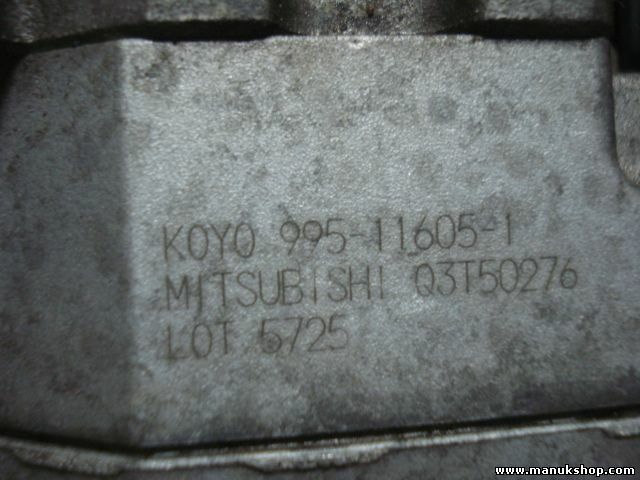 KOYO 995-11605-1
MITSUBISHI Q3T50276
LOT 5725
www.manukshop.com